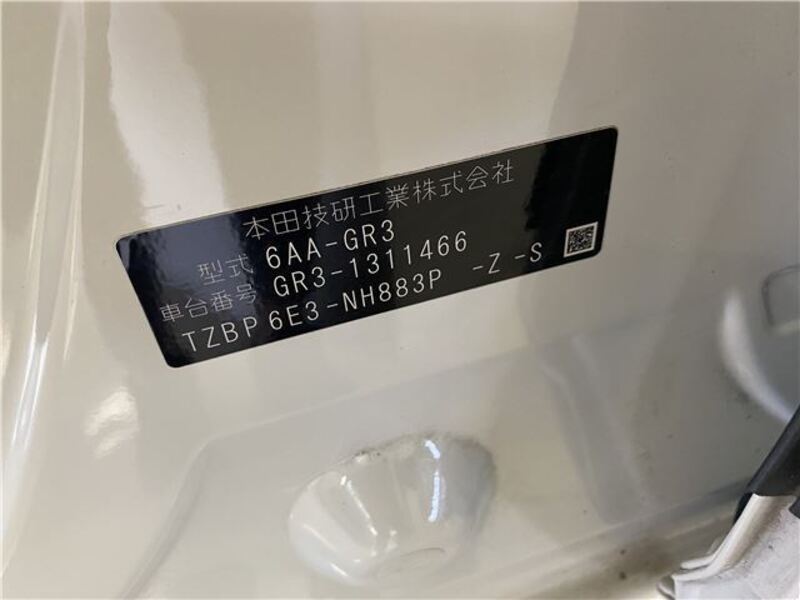 本田技研工業株式会社
型式 6AA-GR3
車台番号 GR3-1311466
TZBP 6E3-NH883P -Z -S